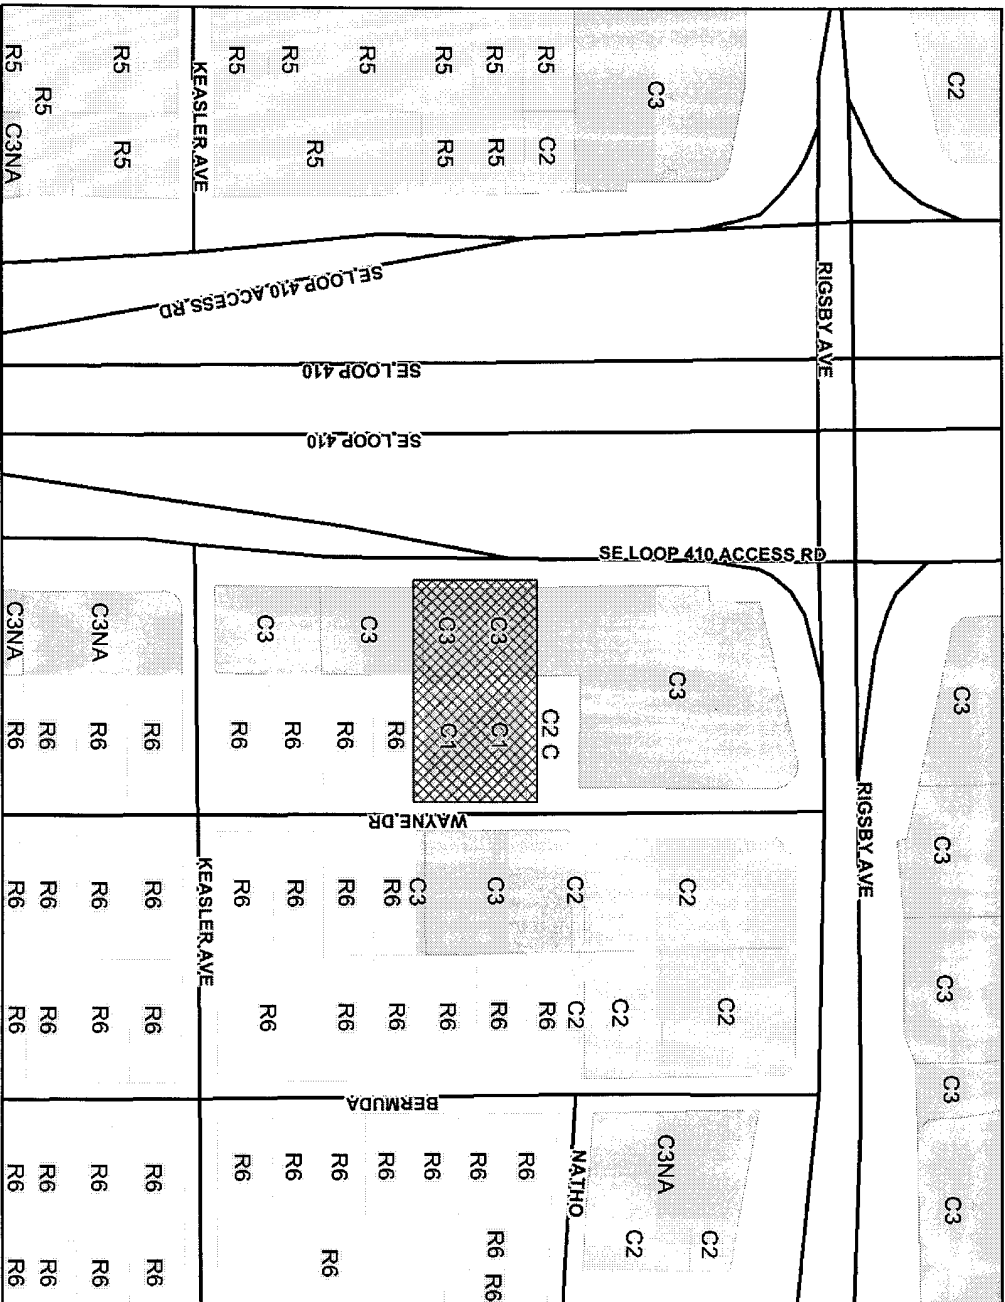 C2 C3 C3 C3 C3 C3
RIGSBY AVE
RIGSBY AVE
C3 C3 C2 C2 C3NA C2
C2 C2
SE LOOP 410 ACCESS RD
C2 C2 NATHO
R5 C2 C2 C R6 R6
R5 R5 C3 C1 C3 R6 R6 R6 R6
R5 R5 C3 C1 C3 R6 R6
R5 C3 R6 R6 R6 R6
SE LOOP 410 ACCESS RD
SE LOOP 410
SE LOOP 410
WAYNE DR
BERMUDA
R5 R6 R6 R6 R6 R6
R5 R6 R6 R6 R6
R5 C3 R6 R6 R6
KEASLER AVE
KEASLER AVE
R5 R5 R6 R6 R6 R6 R6
C3NA R6 R6 R6 R6 R6
R5 R6 R6 R6 R6 R6
R5 C3NA C3NA R6 R6 R6 R6 R6